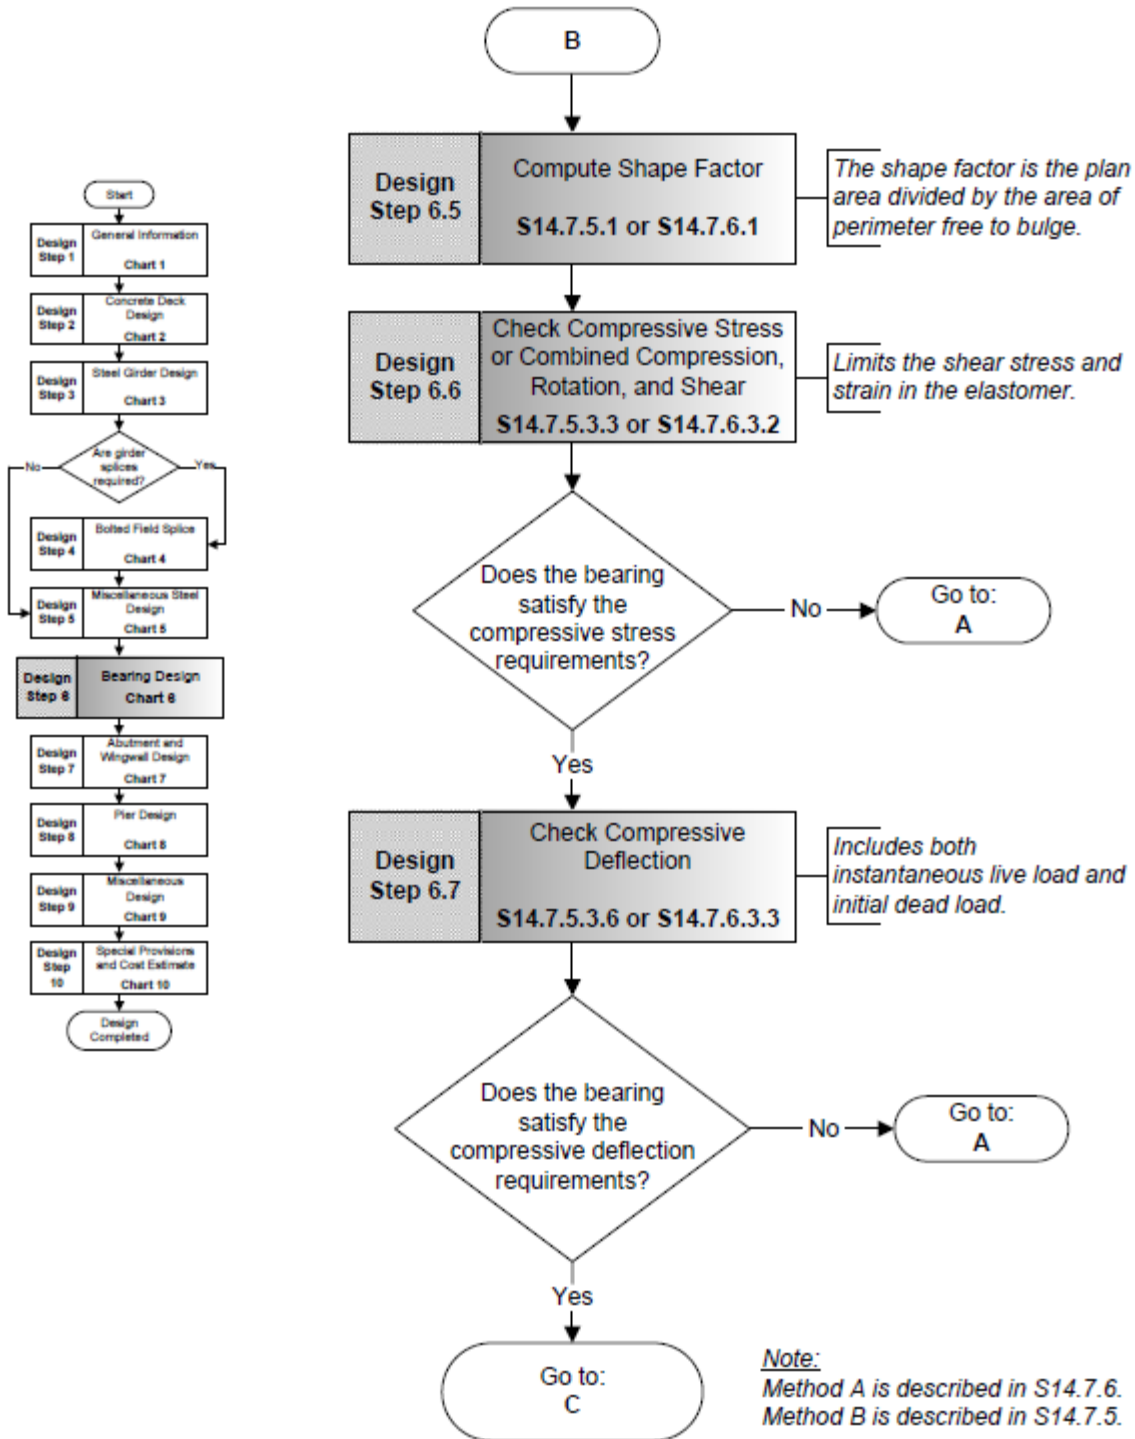 Start
Design
Step 1
General Information
Chart 1
Design
Step 2
Concrete Deck
Design
Chart 2
Design
Step 3
Steel Girder Design
Chart 3
Are girder
splices
required?
No
Yes
Design
Step 4
Bolted Field Splice
Chart 4
Design
Step 5
Miscellaneous Steel
Design
Chart 5
Design
Step 6
Bearing Design
Chart 6
Design
Step 7
Abutment and
Wingwall Design
Chart 7
Design
Step 8
Pier Design
Chart 8
Design
Step 9
Miscellaneous
Design
Chart 9
Design
Step
10
Special Provisions
and Cost Estimate
Chart 10
Design
Completed
B
Design
Step 6.5
Compute Shape Factor
S14.7.5.1 or S14.7.6.1
The shape factor is the plan
area divided by the area of
perimeter free to bulge.
Design
Step 6.6
Check Compressive Stress
or Combined Compression,
Rotation, and Shear
S14.7.5.3.3 or S14.7.6.3.2
Limits the shear stress and
strain in the elastomer.
Does the bearing
satisfy the
compressive stress
requirements?
No
Go to:
A
Yes
Design
Step 6.7
Check Compressive
Deflection
S14.7.5.3.6 or S14.7.6.3.3
Includes both
instantaneous live load and
initial dead load.
Does the bearing
satisfy the
compressive deflection
requirements?
No
Go to:
A
Yes
Go to:
C
Note:
Method A is described in S14.7.6.
Method B is described in S14.7.5.